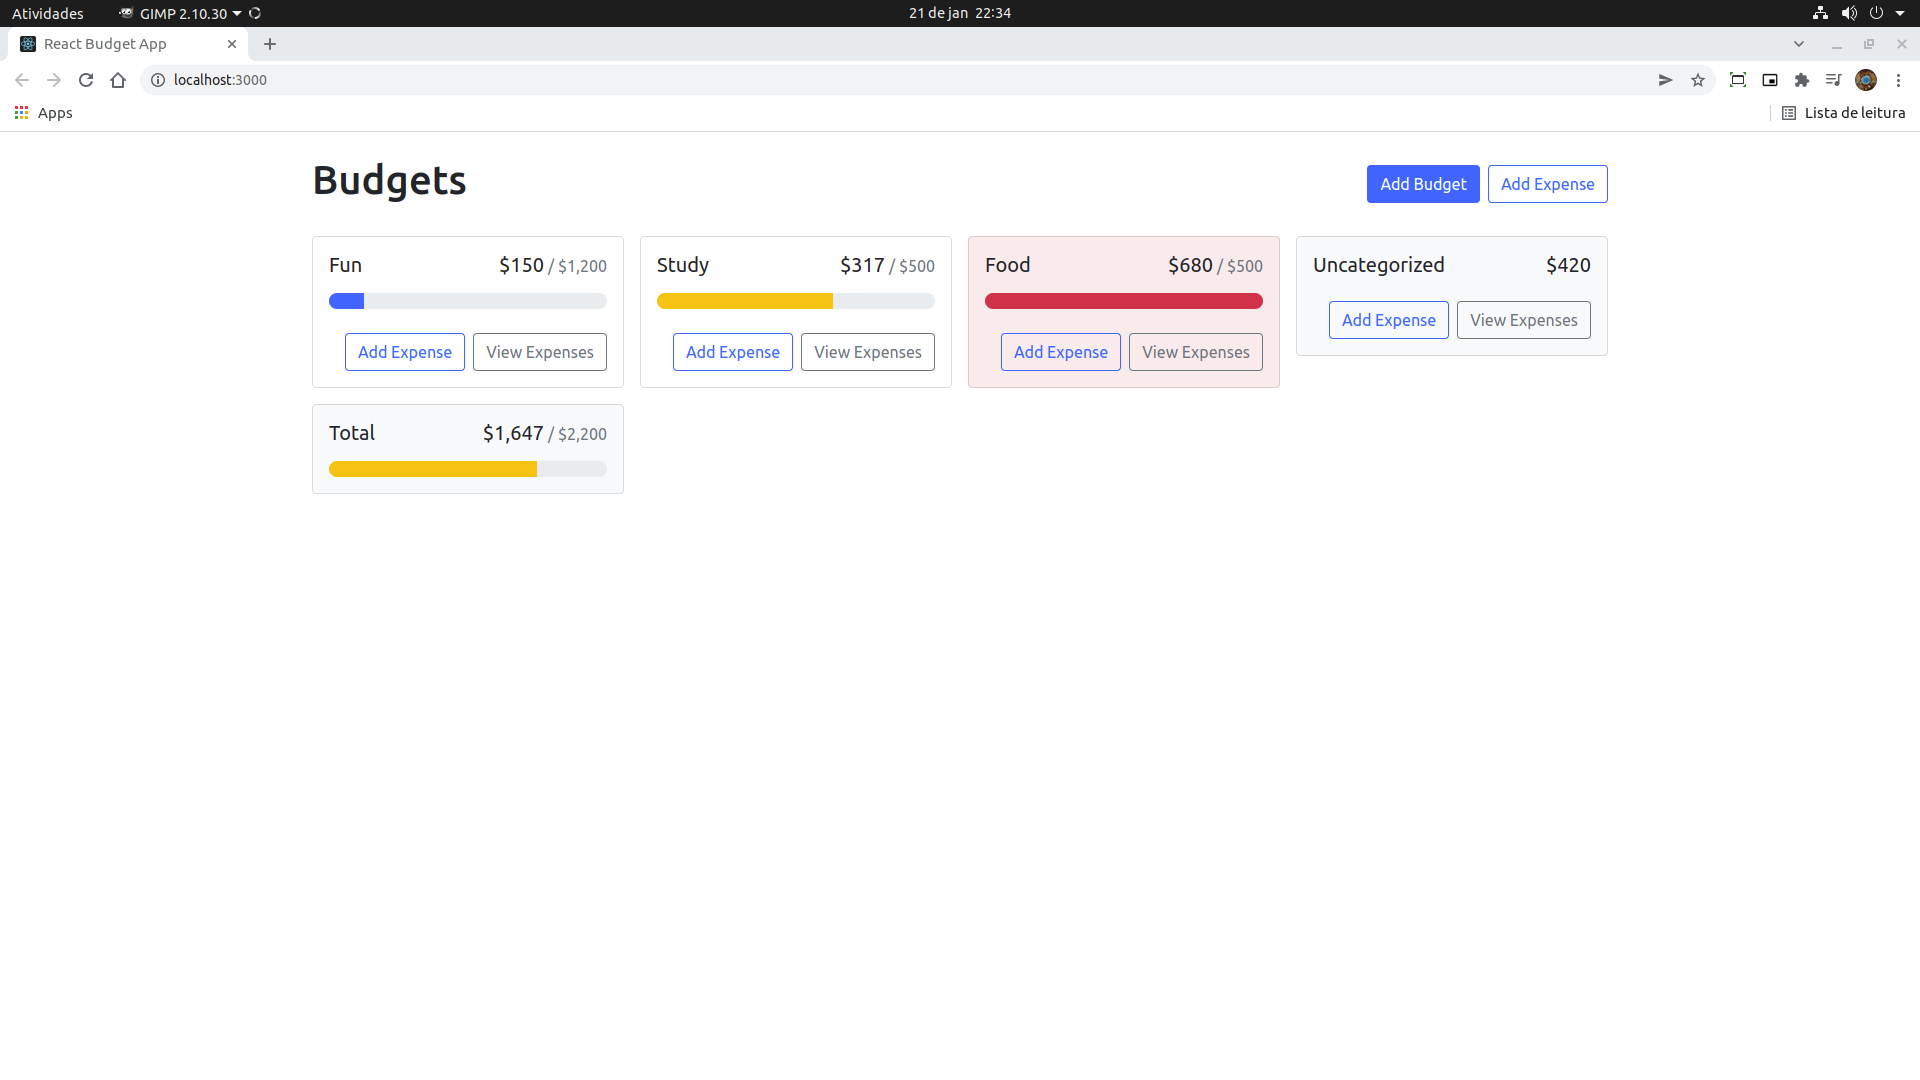 Atividades GIMP 2.10.30 21 de jan 22:34
React Budget App
localhost:3000
Apps Lista de leitura
Budgets Add Budget Add Expense
Fun $150 / $1,200
Add Expense View Expenses
Study $317 / $500
Add Expense View Expenses
Food $680 / $500
Add Expense View Expenses
Uncategorized $420
Add Expense View Expenses
Total $1,647 / $2,200